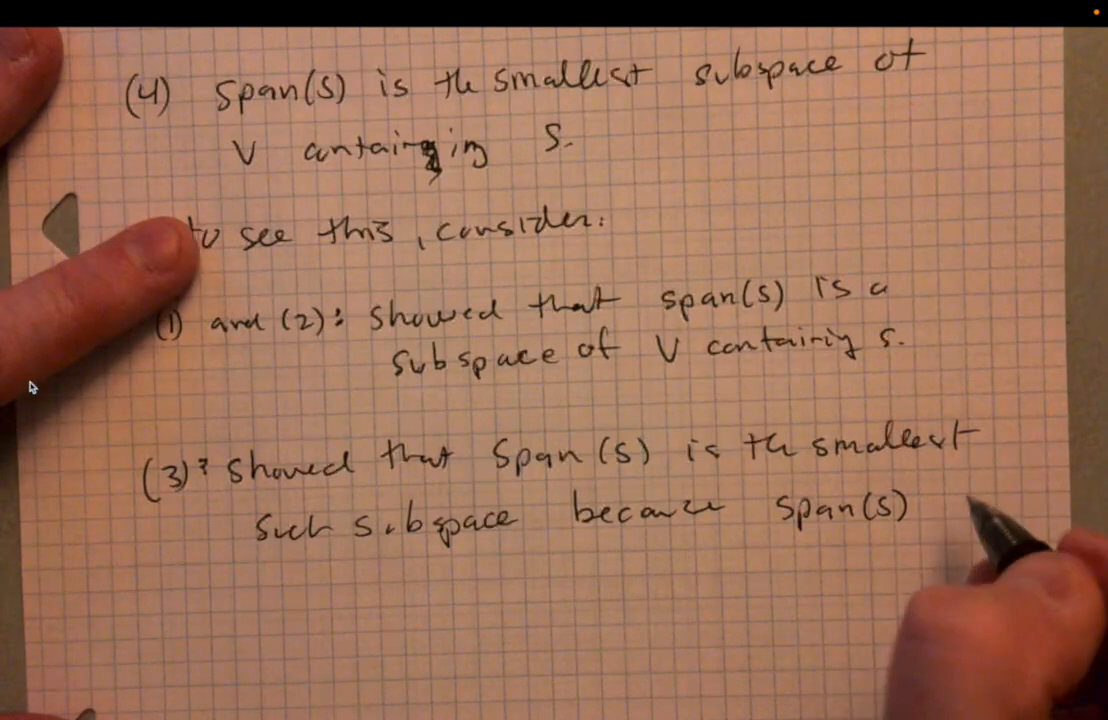 (4) span(S) is the smallest subspace of
V containing S.
to see this, consider:
(1) and (2): showed that span(S) is a
subspace of V containing S.
(3): showed that span(S) is the smallest
such subspace because span(S)